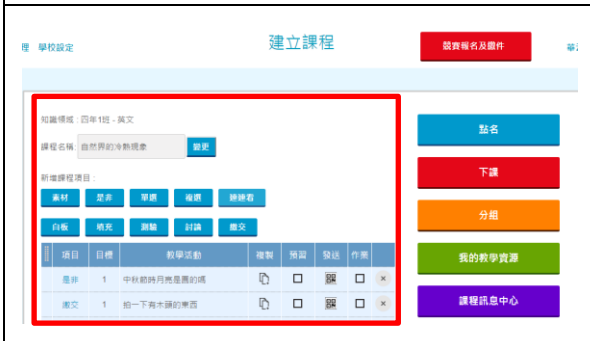 理 學校設定 建立課程 競賽報名及繳件
知識領域 : 四年1班 - 英文
課程名稱: 自然界的冷熱現象 變更
新增課程項目 :
素材 是非 單選 複選 連連看
白板 填充 測驗 討論 繳交
項目 目標 教學活動 複製 預習 發送 作業
是非 1 中秋節時月亮是圓的嗎
繳交 1 拍一下有木頭的東西
點名
下課
分組
我的教學資源
課程訊息中心